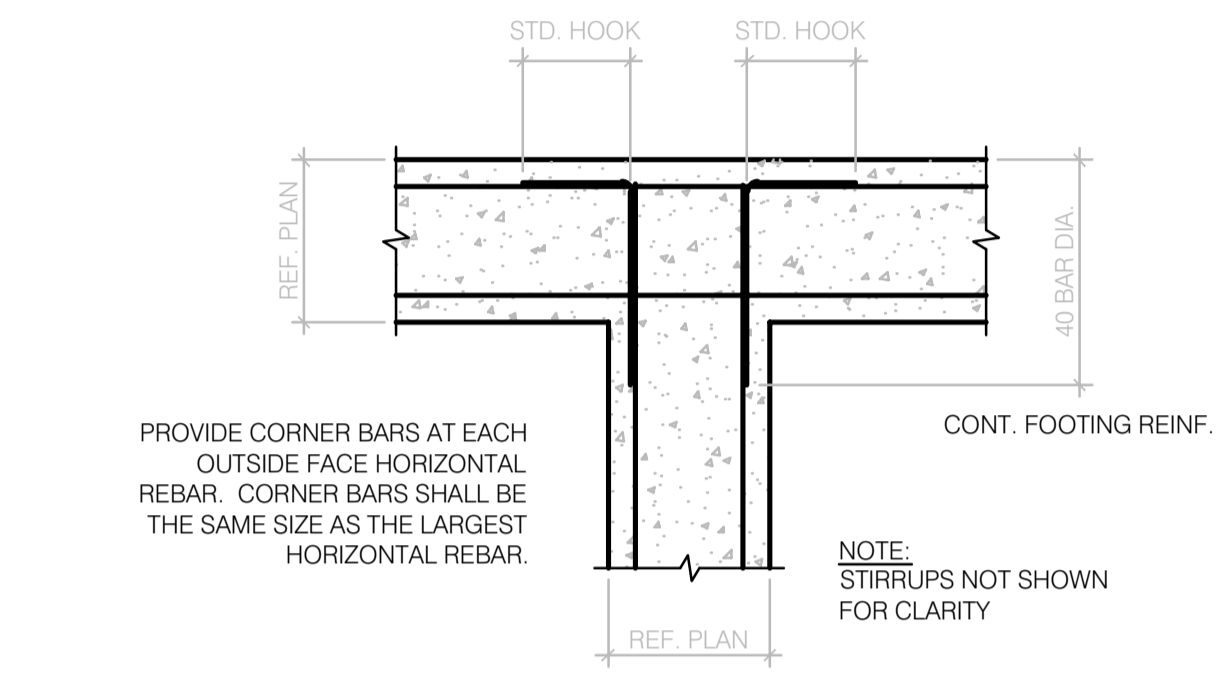 STD. HOOK
STD. HOOK
REF. PLAN
40 BAR DIA.
CONT. FOOTING REINF.
PROVIDE CORNER BARS AT EACH
OUTSIDE FACE HORIZONTAL
REBAR. CORNER BARS SHALL BE
THE SAME SIZE AS THE LARGEST
HORIZONTAL REBAR.
NOTE:
STIRRUPS NOT SHOWN
FOR CLARITY
REF. PLAN